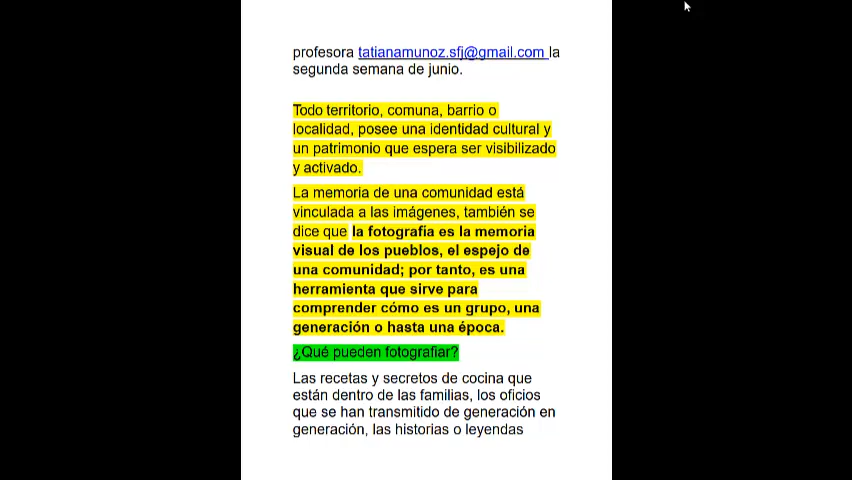 profesora tatianamunoz.sfj@gmail.com la
segunda semana de junio.
Todo territorio, comuna, barrio o
localidad, posee una identidad cultural y
un patrimonio que espera ser visibilizado
y activado.
La memoria de una comunidad está
vinculada a las imágenes, también se
dice que la fotografía es la memoria
visual de los pueblos, el espejo de
una comunidad; por tanto, es una
herramienta que sirve para
comprender cómo es un grupo, una
generación o hasta una época.
¿Qué pueden fotografiar?
Las recetas y secretos de cocina que
están dentro de las familias, los oficios
que se han transmitido de generación en
generación, las historias o leyendas